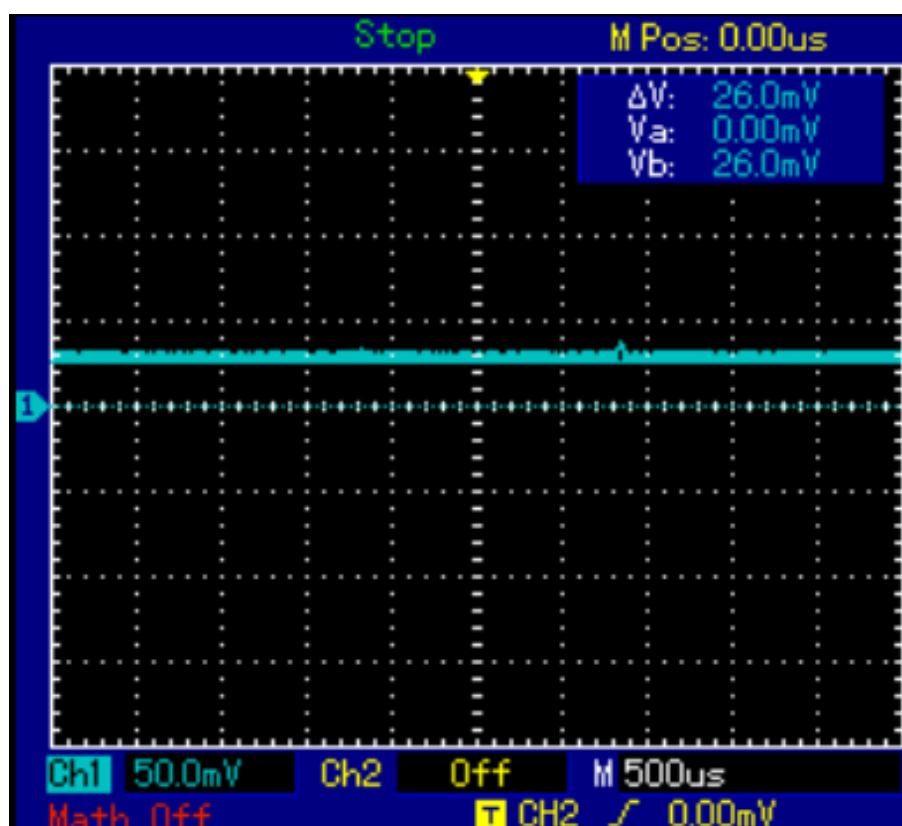 Stop M Pos: 0.00us
ΔV: 26.0mV
Va: 0.00mV
Vb: 26.0mV
1
Ch1 50.0mV Ch2 Off M 500us
Math Off T CH2 0.00mV